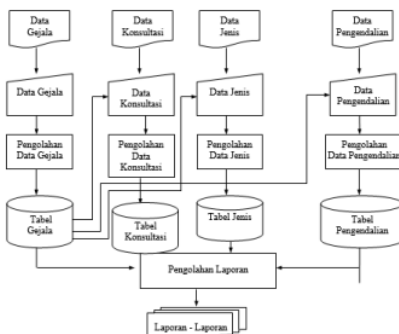 Data
Gejala
Data
Konsultasi
Data
Jenis
Data
Pengendalian
Data Gejala
Data
Konsultasi
Data Jenis
Data
Pengendalian
Pengolahan
Data Gejala
Pengolahan
Data
Konsultasi
Pengolahan
Data Jenis
Pengolahan
Data Pengendalian
Tabel
Gejala
Tabel
Konsultasi
Tabel Jenis
Tabel
Pengendalian
Pengolahan Laporan
Laporan - Laporan